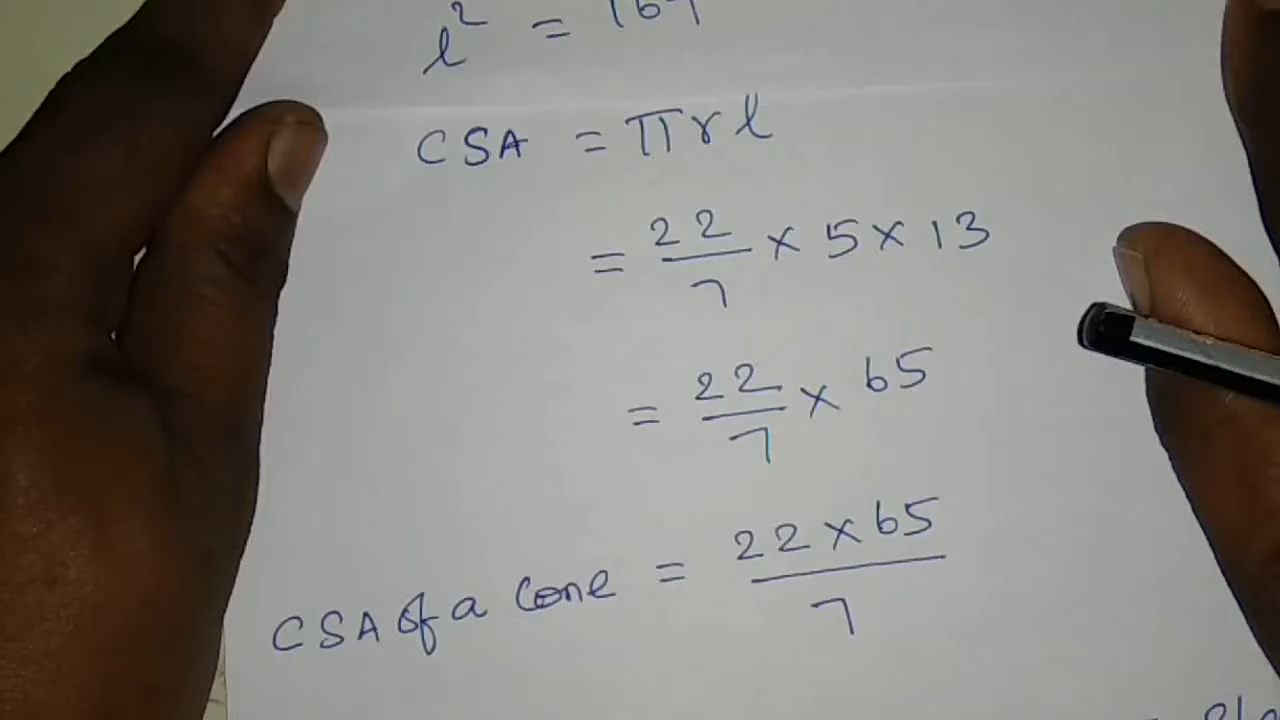 l² = 169
CSA = πrl
= 22/7 × 5 × 13
= 22/7 × 65
CSA of a Cone = 22 × 65/7